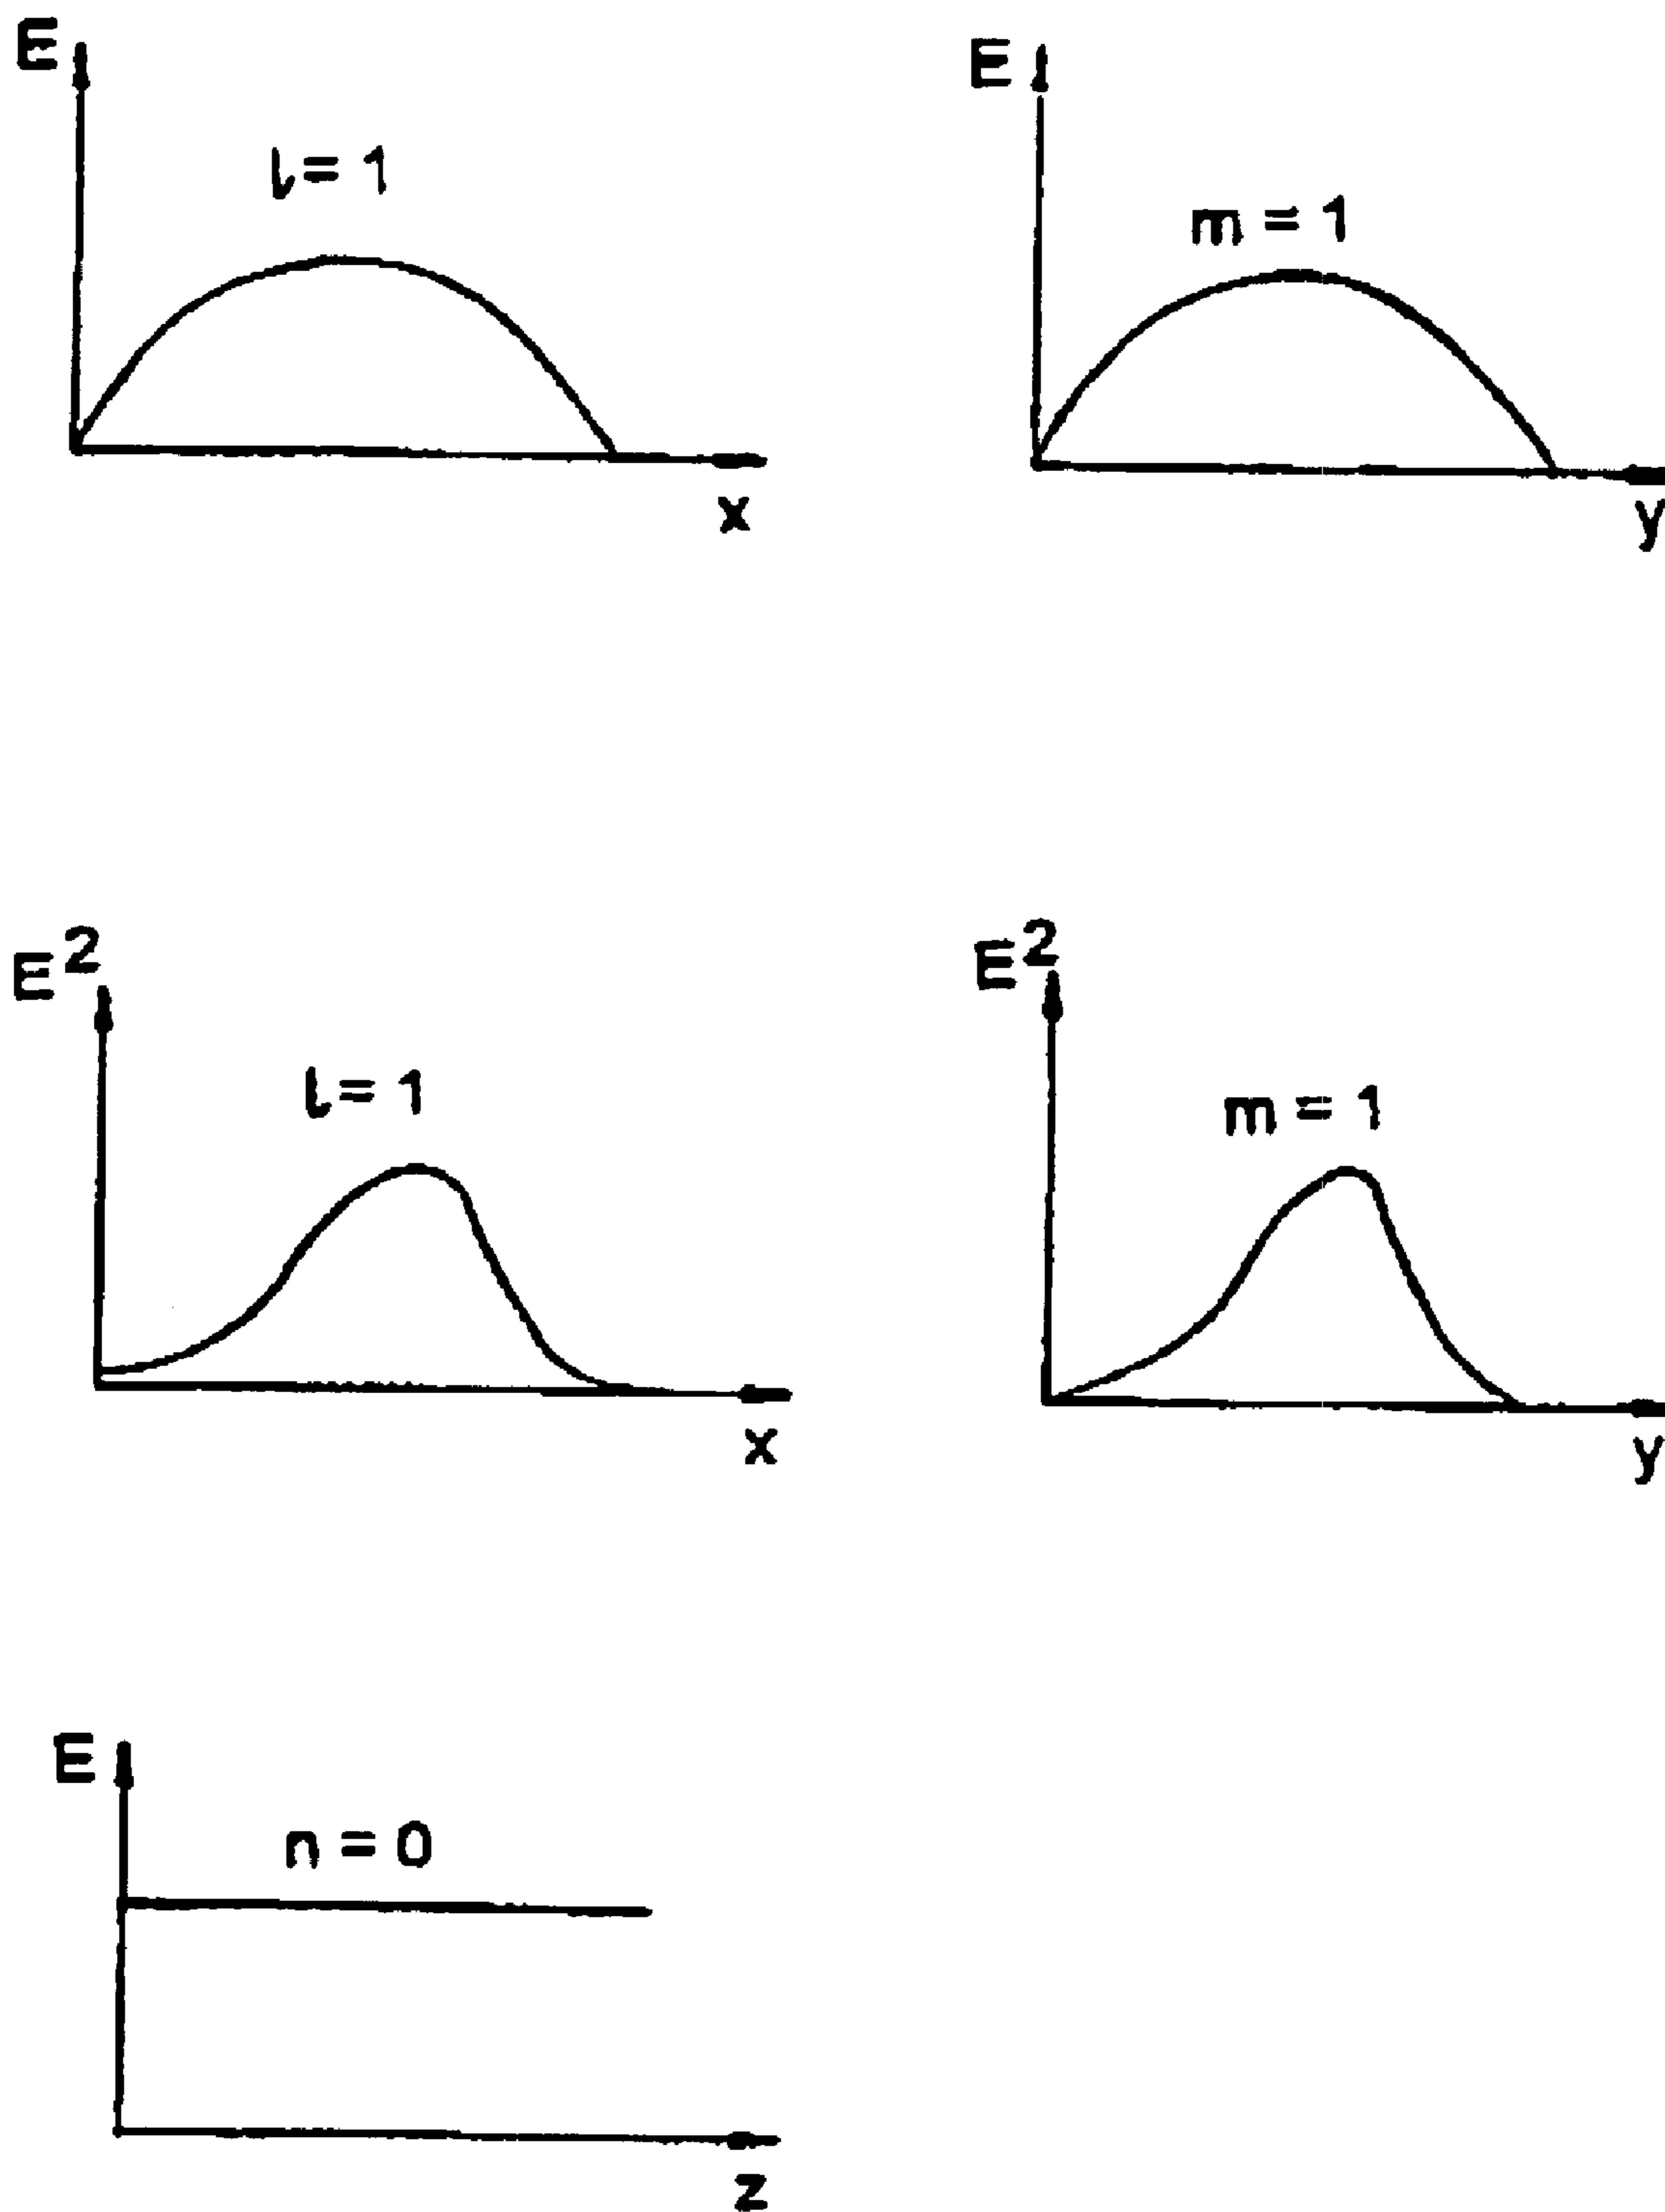 E
l = 1
x
E
m = 1
y
E²
l = 1
x
E²
m = 1
y
E
n = 0
z